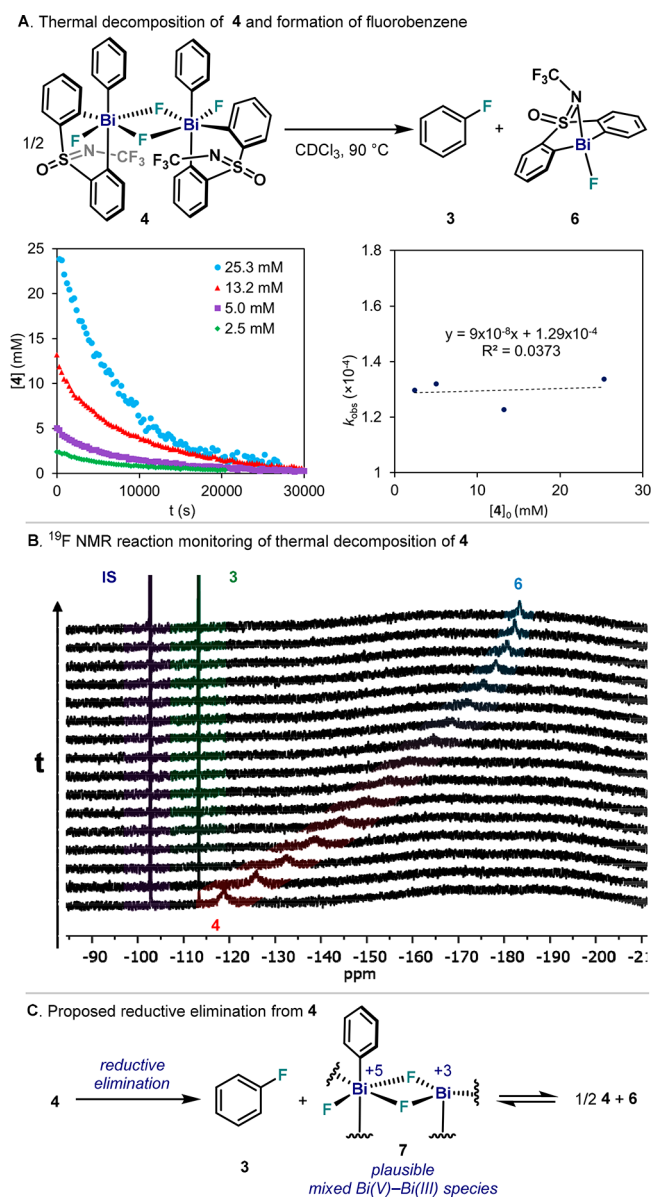 A. Thermal decomposition of 4 and formation of fluorobenzene
1/2
F
F
F
F
Bi
Bi
O
S
N
CF₃
F₃C
N
S
O
4
CDCl₃, 90 °C
F
3
+
F₃C
N
O
S
Bi
F
6
[4] (mM)
25
20
15
10
5
0
0 10000 20000 30000
t (s)
25.3 mM
13.2 mM
5.0 mM
2.5 mM
kobs (×10⁻⁴)
1.8
1.6
1.4
1.2
1
y = 9x10⁻⁸x + 1.29x10⁻⁴
R² = 0.0373
0 10 20 30
[4]₀ (mM)
B. ¹⁹F NMR reaction monitoring of thermal decomposition of 4
IS
3
6
t
4
-90 -100 -110 -120 -130 -140 -150 -160 -170 -180 -190 -200 -21
ppm
C. Proposed reductive elimination from 4
4
reductive
elimination
F
3
+
+5
+3
Bi
F
F
F
Bi
7
plausible
mixed Bi(V)–Bi(III) species
1/2 4 + 6